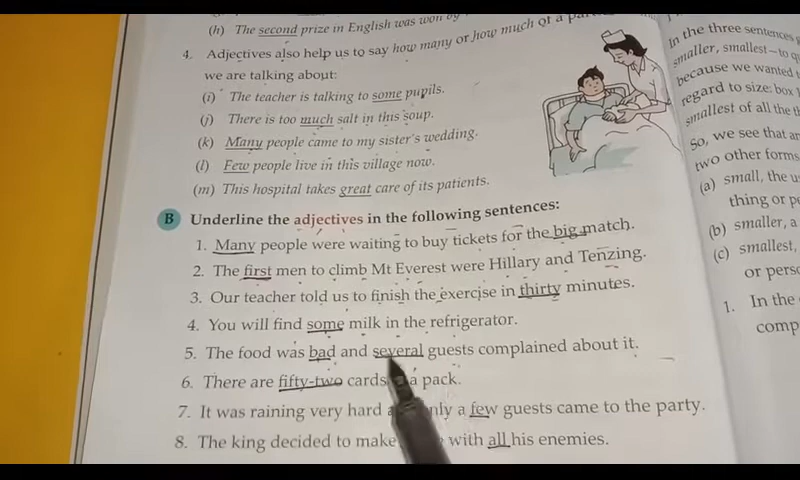 (h) The second prize in English was won by
4. Adjectives also help us to say how many or how much of a
we are talking about:
(i) The teacher is talking to some pupils.
(j) There is too much salt in this soup.
(k) Many people came to my sister's wedding.
(l) Few people live in this village now.
(m) This hospital takes great care of its patients.
B Underline the adjectives in the following sentences:
1. Many people were waiting to buy tickets for the big match.
2. The first men to climb Mt Everest were Hillary and Tenzing.
3. Our teacher told us to finish the exercise in thirty minutes.
4. You will find some milk in the refrigerator.
5. The food was bad and several guests complained about it.
6. There are fifty-two cards a pack.
7. It was raining very hard a few guests came to the party.
8. The king decided to make with all his enemies.
In the three sentences
smaller, smallest—to
because we wanted
regard to size: box
smallest of all the
So, we see that
two other forms
(a) small, the
thing or
(b) smaller, a
(c) smallest,
or
1. In the